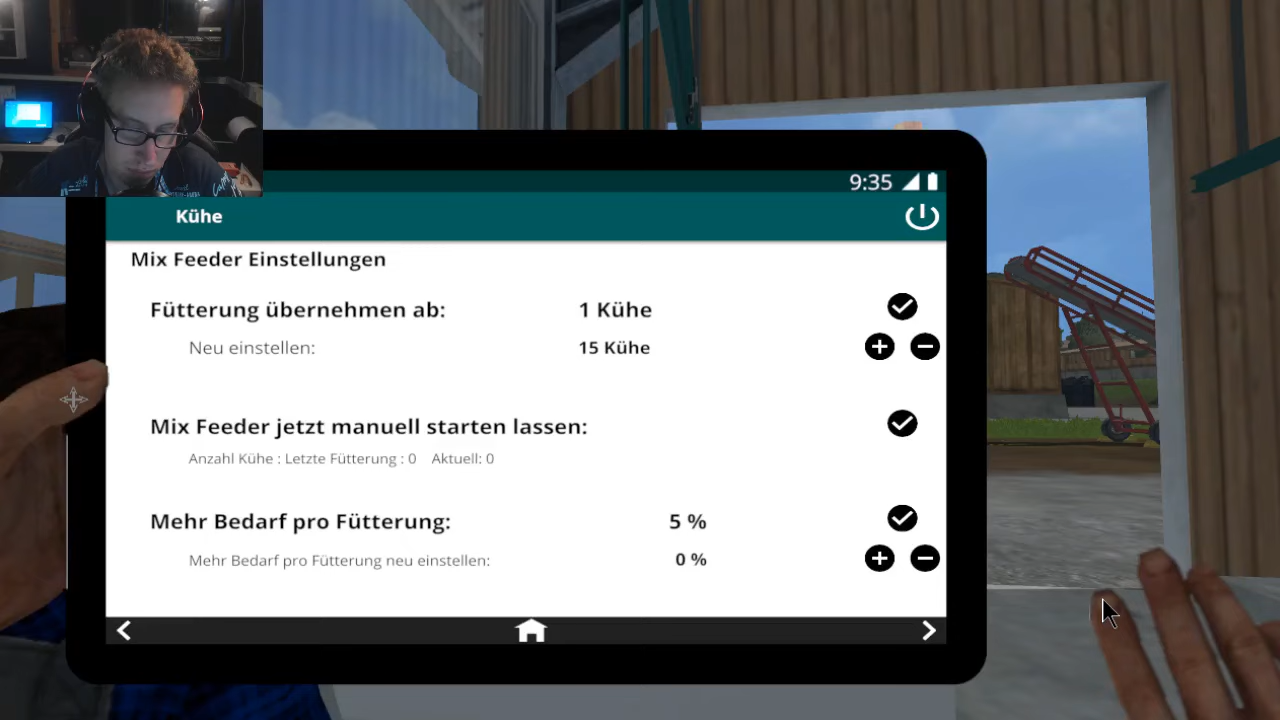 9:35
Kühe
Mix Feeder Einstellungen
Fütterung übernehmen ab: 1 Kühe
Neu einstellen: 15 Kühe
Mix Feeder jetzt manuell starten lassen:
Anzahl Kühe : Letzte Fütterung : 0 Aktuell: 0
Mehr Bedarf pro Fütterung: 5 %
Mehr Bedarf pro Fütterung neu einstellen: 0 %